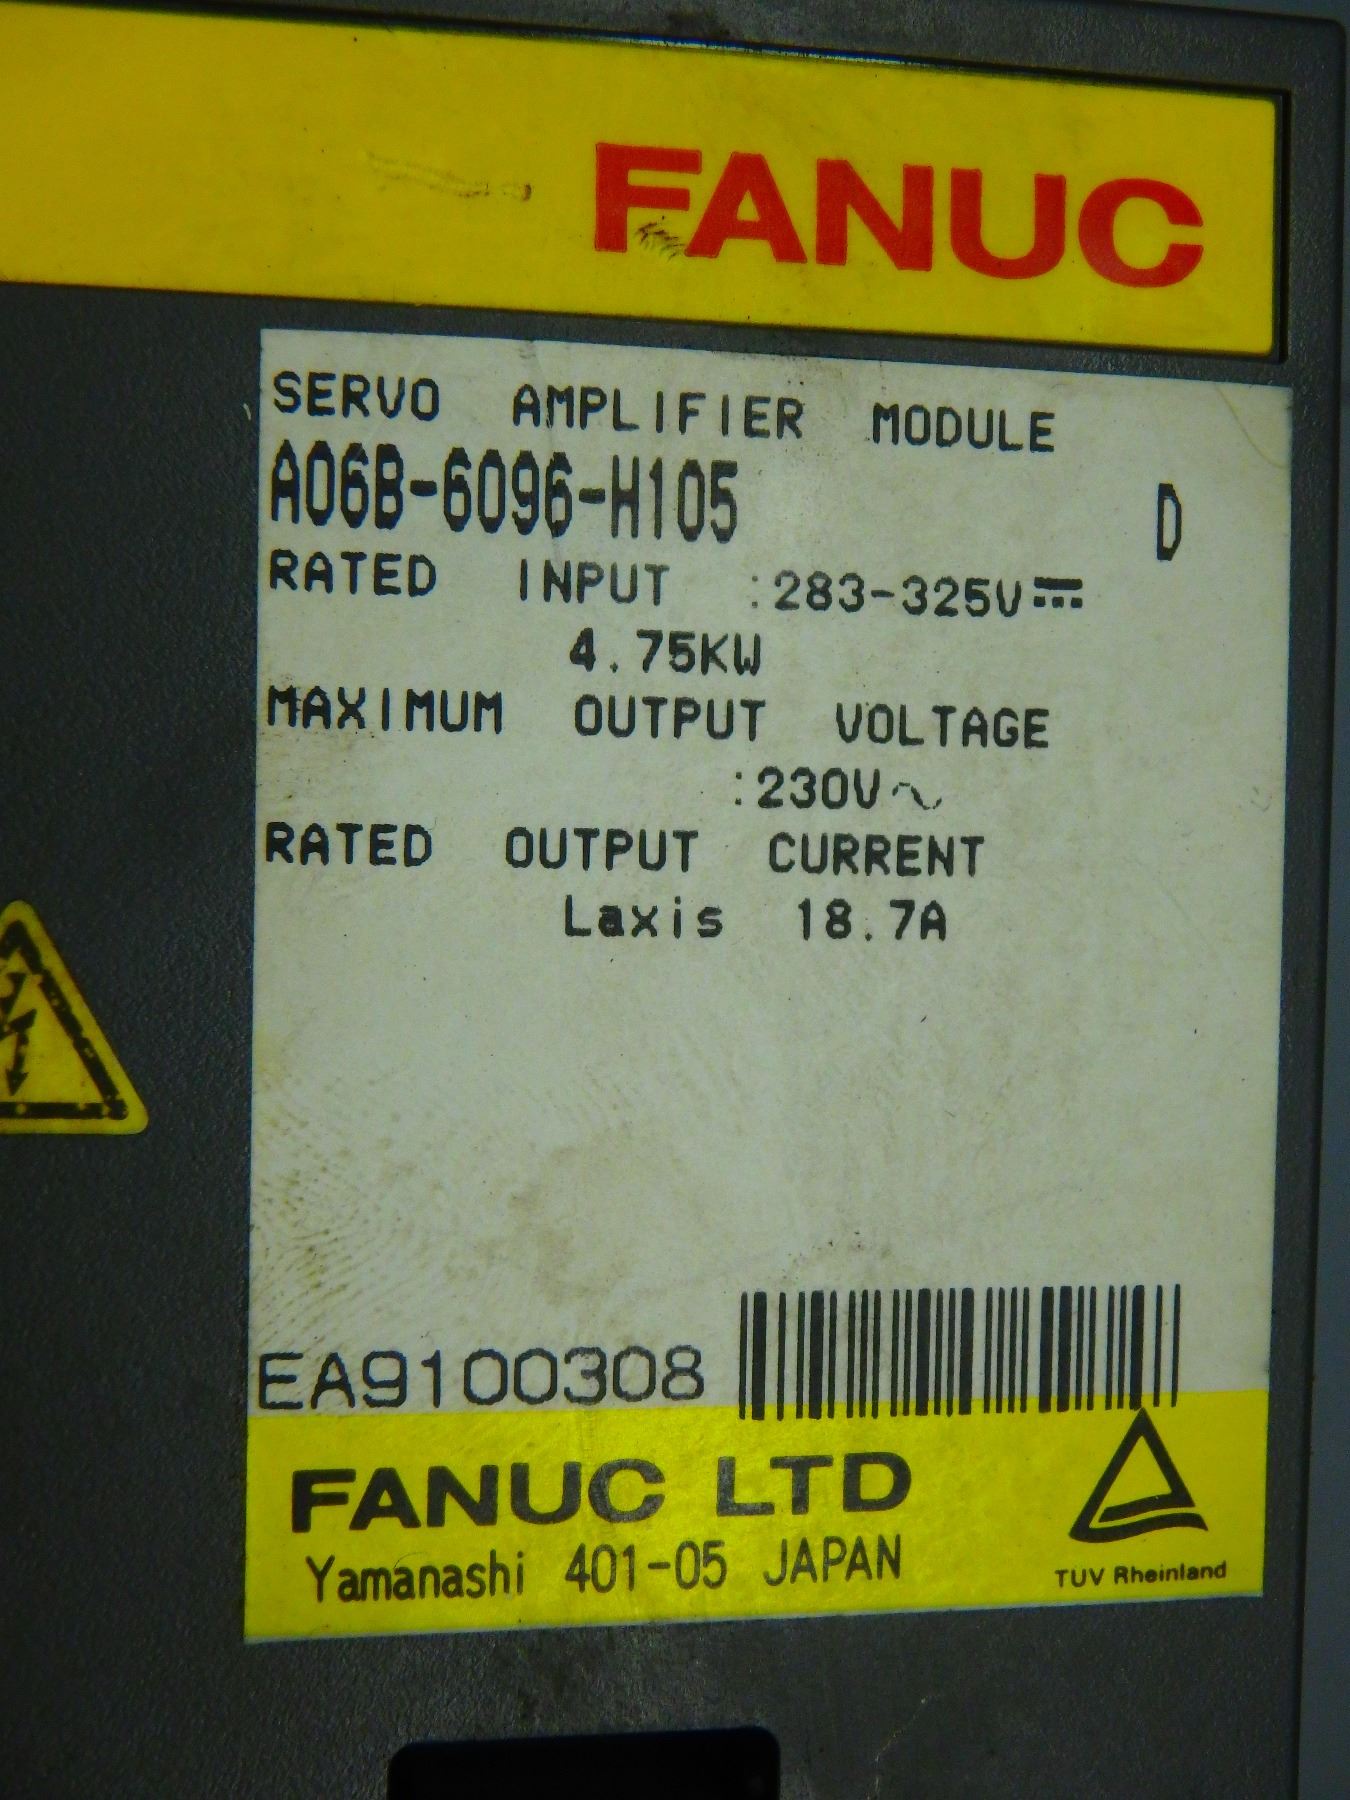 FANUC
SERVO AMPLIFIER MODULE
A06B-6096-H105 D
RATED INPUT :283-325V⎓
4.75KW
MAXIMUM OUTPUT VOLTAGE
:230V~
RATED OUTPUT CURRENT
Laxis 18.7A
EA9100308
FANUC LTD
Yamanashi 401-05 JAPAN
TÜV Rheinland